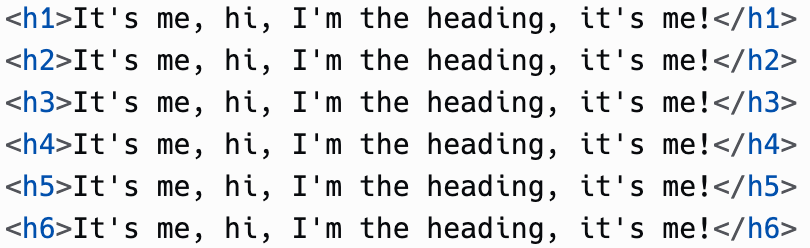 <h1>It's me, hi, I'm the heading, it's me!</h1>
<h2>It's me, hi, I'm the heading, it's me!</h2>
<h3>It's me, hi, I'm the heading, it's me!</h3>
<h4>It's me, hi, I'm the heading, it's me!</h4>
<h5>It's me, hi, I'm the heading, it's me!</h5>
<h6>It's me, hi, I'm the heading, it's me!</h6>